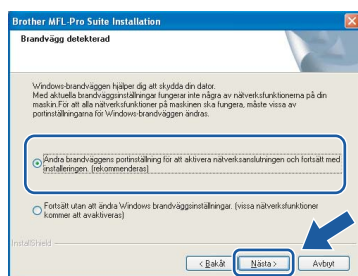 Brother MFL-Pro Suite Installation
Brandvägg detekterad
Windows-brandväggen hjälper dig att skydda din dator.
Med aktuella brandväggsinställningar fungerar inte några av nätverksfunktionerna på din
maskin.För att alla nätverksfunktioner på maskinen ska fungera, måste vissa av
portinställningarna för Windows-brandväggen ändras.
Ändra brandväggens portinställning för att aktivera nätverksanslutningen och fortsätt med
installeringen. (rekommenderas)
Fortsätt utan att ändra Windows brandväggsinställningar. (vissa nätverksfunktioner
kommer att avaktiveras)
InstallShield
< Bakåt
Nästa >
Avbryt